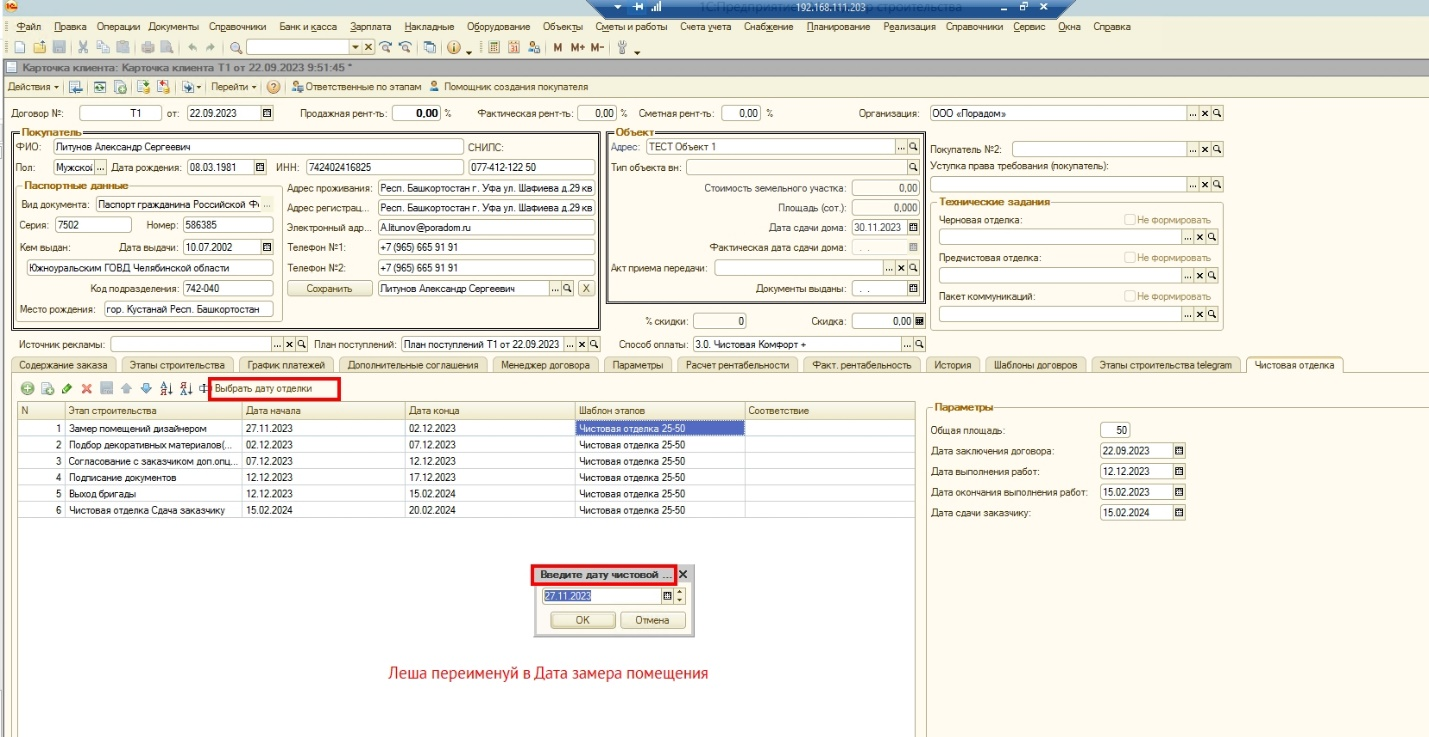 1С:Предприятие строительства
192.168.111.203
Файл Правка Операции Документы Справочники Банк и касса Зарплата Накладные Оборудование Объекты Сметы и работы Счета учета Снабжение Планирование Реализация Справочники Сервис Окна Справка
M M+ M-
Карточка клиента: Карточка клиента Т1 от 22.09.2023 9:51:45 *
Действия Перейти Ответственные по этапам Помощник создания покупателя
Договор №: Т1 от: 22.09.2023 Продажная рент-ть: 0,00 % Фактическая рент-ть: 0,00 % Сметная рент-ть: 0,00 % Организация: ООО «Порадом»
Покупатель
ФИО: Литунов Александр Сергеевич СНИПС:
Пол: Мужской ... Дата рождения: 08.03.1981 ИНН: 742402416825 077-412-122 50
Паспортные данные
Вид документа: Паспорт гражданина Российской Ф ...
Серия: 7502 Номер: 586385
Кем выдан: Дата выдачи: 10.07.2002
Южноуральским ГОВД Челябинской области
Код подразделения: 742-040
Место рождения: гор. Кустанай Респ. Башкортостан
Адрес проживания: Респ. Башкортостан г. Уфа ул. Шафиева д.29 кв
Адрес регистрац... Респ. Башкортостан г. Уфа ул. Шафиева д.29 кв
Электронный адр... A.litunov@poradom.ru
Телефон №1: +7 (965) 665 91 91
Телефон №2: +7 (965) 665 91 91
Сохранить Литунов Александр Сергеевич ... X
Объект
Адрес: ТЕСТ Объект 1 ...
Тип объекта вн:
Стоимость земельного участка: 0,00
Площадь (сот.): 0,000
Дата сдачи дома: 30.11.2023
Фактическая дата сдачи дома: . .
Акт приема передачи: ...
Документы выданы: . .
% скидки: 0 Скидка: 0,00
Покупатель №2: ...
Уступка права требования (покупатель):
...
Технические задания
Черновая отделка: Не формировать
...
Предчистовая отделка: Не формировать
...
Пакет коммуникаций: Не формировать
...
Источник рекламы: ... План поступлений: План поступлений Т1 от 22.09.2023 ... Способ оплаты: 3.0. Чистовая Комфорт + ...
Содержание заказа Этапы строительства График платежей Дополнительные соглашения Менеджер договора Параметры Расчет рентабельности Факт. рентабельность История Шаблоны договров Этапы строительства telegram Чистовая отделка
Выбрать дату отделки
N Этап строительства Дата начала Дата конца Шаблон этапов Соответствие
1 Замер помещений дизайнером 27.11.2023 02.12.2023 Чистовая отделка 25-50
2 Подбор декоративных материалов(... 02.12.2023 07.12.2023 Чистовая отделка 25-50
3 Согласование с заказчиком доп.опц... 07.12.2023 12.12.2023 Чистовая отделка 25-50
4 Подписание документов 12.12.2023 17.12.2023 Чистовая отделка 25-50
5 Выход бригады 12.12.2023 15.02.2024 Чистовая отделка 25-50
6 Чистовая отделка Сдача заказчику 15.02.2024 20.02.2024 Чистовая отделка 25-50
Параметры
Общая площадь: 50
Дата заключения договора: 22.09.2023
Дата выполнения работ: 12.12.2023
Дата окончания выполнения работ: 15.02.2023
Дата сдачи заказчику: 15.02.2024
Введите дату чистовой ...
27.11.2023
OK Отмена
Леша переименуй в Дата замера помещения